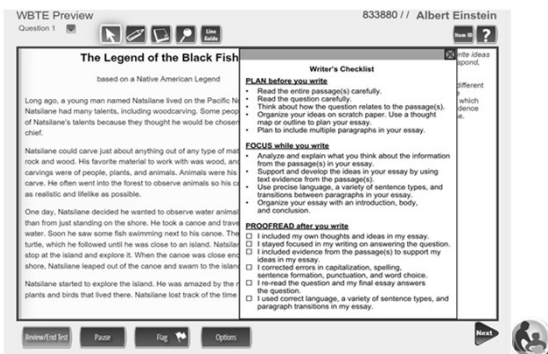 WBTE Preview
833880 // Albert Einstein
Question 1
Line
Guide
?
The Legend of the Black Fish
based on a Native American Legend
Long ago, a young man named Natsilane lived on the Pacific No
Natsilane had many talents, including woodcarving. Some peop
of Natsilane's talents because they thought he would be chosen
chief.
Natsilane could carve just about anything out of any type of mat
rock and wood. His favorite material to work with was wood, and
carvings were of people, plants, and animals. Animals were his
carve. He often went into the forest to observe animals so his ca
as realistic and lifelike as possible.
One day, Natsilane decided he wanted to observe water animal
than from just standing on the shore. He took a canoe and trave
water. Soon he saw some fish swimming next to his canoe. The
turtle, which he followed until he was close to an island. Natsilan
stop at the island and explore it. When the canoe was close eno
shore, Natsilane leaped out of the canoe and swam to the island
Natsilane started to explore the island. He was amazed by the n
plants and birds that lived there. Natsilane lost track of the time
Writer's Checklist
PLAN before you write
• Read the entire passage(s) carefully.
• Read the question carefully.
• Think about how the question relates to the passage(s).
• Organize your ideas on scratch paper. Use a thought
map or outline to plan your essay.
• Plan to include multiple paragraphs in your essay.
FOCUS while you write
• Analyze and explain what you think about the information
from the passage(s) in your essay.
• Support and develop the ideas in your essay by using
text evidence from the passage(s).
• Use precise language, a variety of sentence types, and
transitions between paragraphs in your essay.
• Organize your essay with an introduction, body,
and conclusion.
PROOFREAD after you write
☐ I included my own thoughts and ideas in my essay.
☐ I stayed focused in my writing on answering the question.
☐ I included evidence from the passage(s) to support my
ideas in my essay.
☐ I corrected errors in capitalization, spelling,
sentence formation, punctuation, and word choice.
☐ I re-read the question and my final essay answers
the question.
☐ I used correct language, a variety of sentence types, and
paragraph transitions in my essay.
rite ideas
spond,
different
which
dence
Review/End Test
Pause
Flag
Options
Next